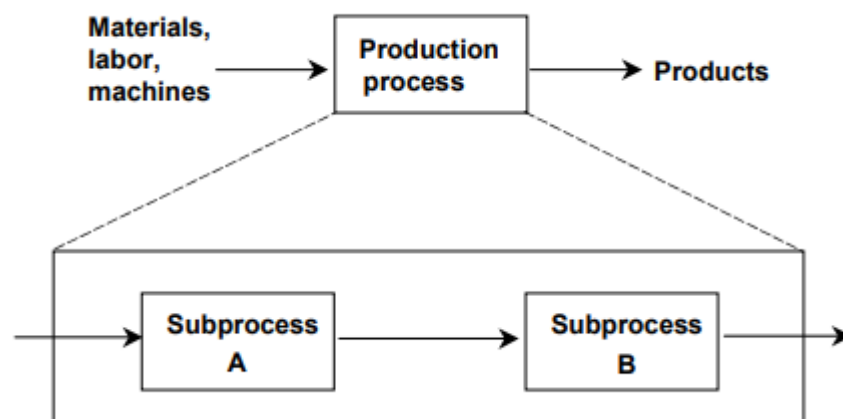 Materials,
labor,
machines
Production
process
Products
Subprocess
A
Subprocess
B